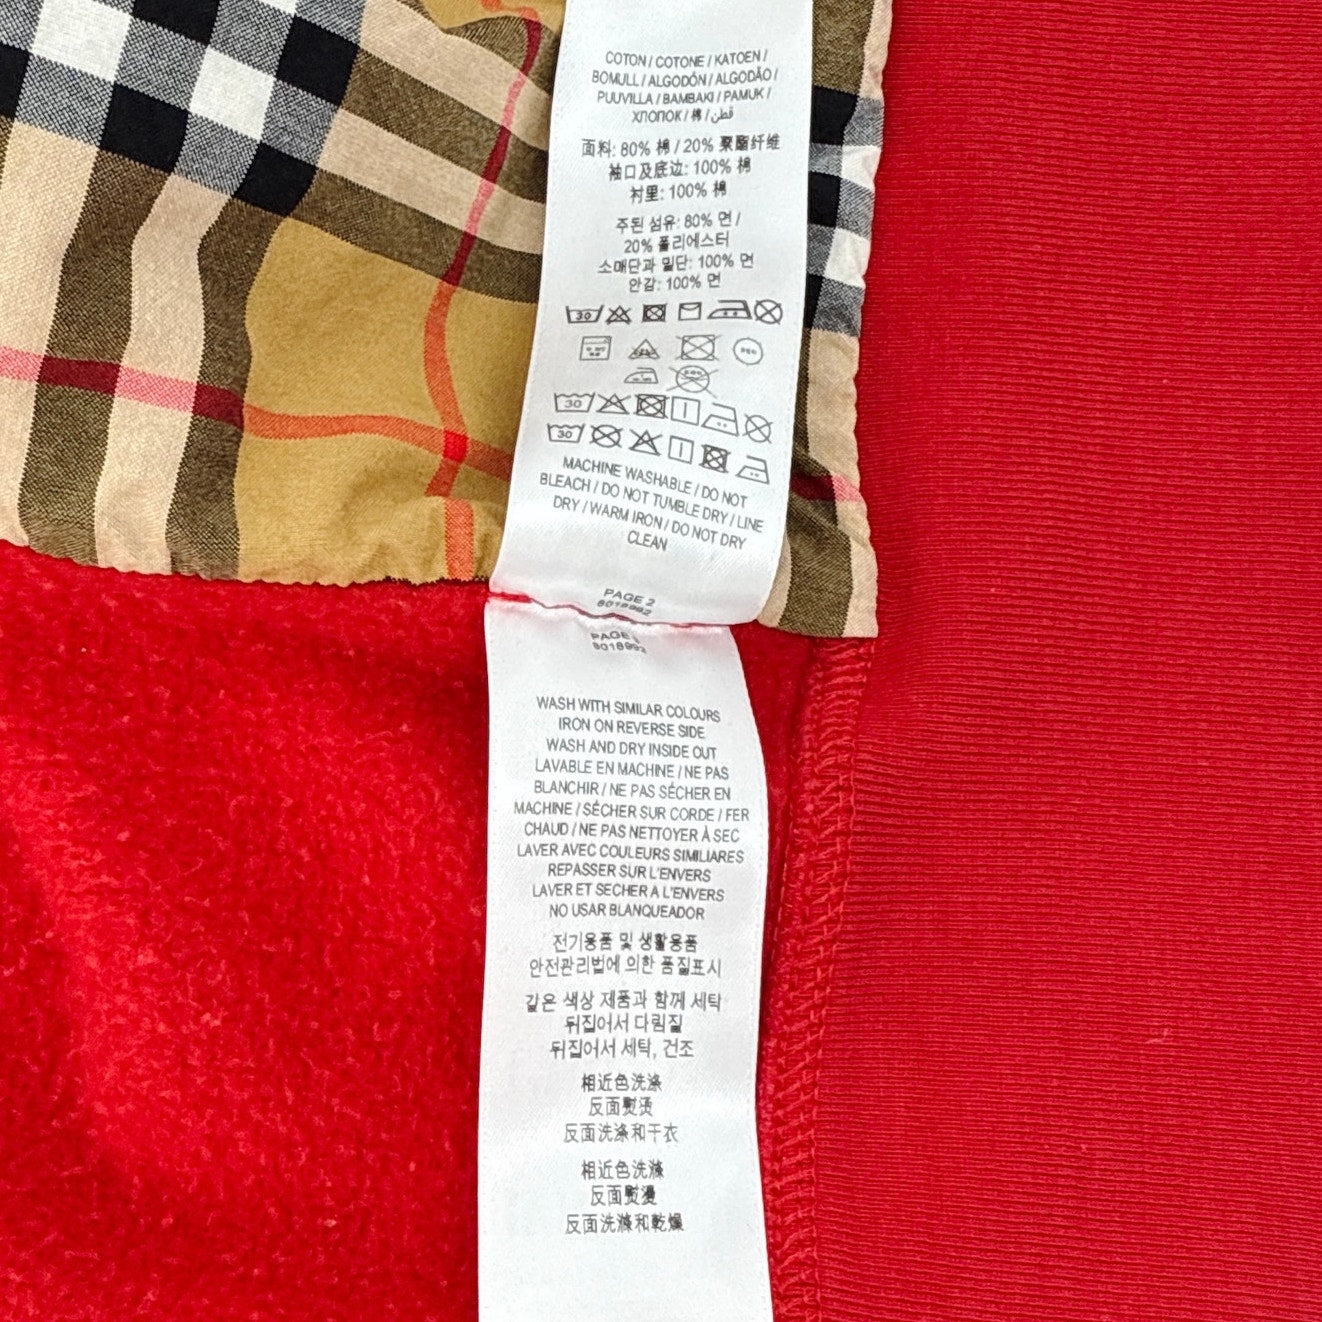 COTON / COTONE / KATOEN /
BOMULL / ALGODÓN / ALGODÃO /
PUUVILLA / BAMBAKI / PAMUK /
ХЛОПОК / 棉 / قطن
面料: 80% 棉 / 20% 聚酯纤维
袖口及底边: 100% 棉
衬里: 100% 棉
주된 섬유: 80% 면 /
20% 폴리에스터
소매단과 밑단: 100% 면
안감: 100% 면
30
30
30
MACHINE WASHABLE / DO NOT
BLEACH / DO NOT TUMBLE DRY / LINE
DRY / WARM IRON / DO NOT DRY
CLEAN
PAGE 2
8018992
PAGE
8018992
WASH WITH SIMILAR COLOURS
IRON ON REVERSE SIDE
WASH AND DRY INSIDE OUT
LAVABLE EN MACHINE / NE PAS
BLANCHIR / NE PAS SÉCHER EN
MACHINE / SÉCHER SUR CORDE / FER
CHAUD / NE PAS NETTOYER À SEC
LAVER AVEC COULEURS SIMILIARES
REPASSER SUR L'ENVERS
LAVER ET SECHER A L'ENVERS
NO USAR BLANQUEADOR
전기용품 및 생활용품
안전관리법에 의한 품질표시
같은 색상 제품과 함께 세탁
뒤집어서 다림질
뒤집어서 세탁, 건조
相近色洗涤
反面熨烫
反面洗涤和干衣
相近色洗滌
反面熨燙
反面洗滌和乾燥